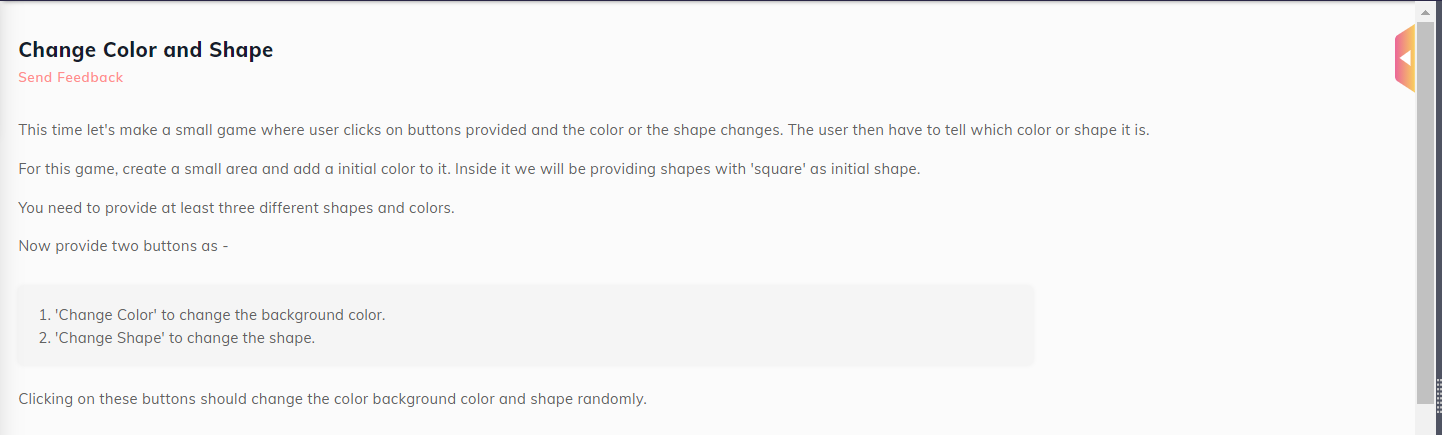 Change Color and Shape
Send Feedback
This time let's make a small game where user clicks on buttons provided and the color or the shape changes. The user then have to tell which color or shape it is.
For this game, create a small area and add a initial color to it. Inside it we will be providing shapes with 'square' as initial shape.
You need to provide at least three different shapes and colors.
Now provide two buttons as -
1. 'Change Color' to change the background color.
2. 'Change Shape' to change the shape.
Clicking on these buttons should change the color background color and shape randomly.